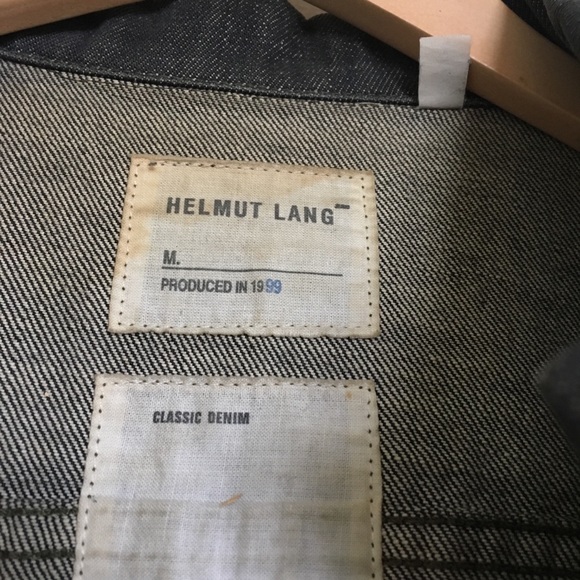 HELMUT LANG
M.
PRODUCED IN 1999
CLASSIC DENIM